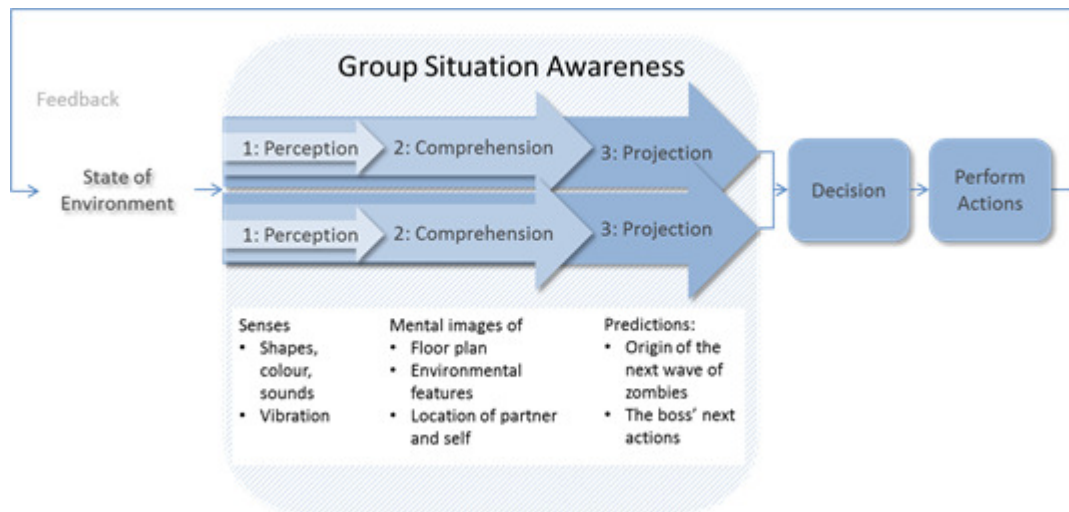 Group Situation Awareness
Feedback
1: Perception
2: Comprehension
3: Projection
State of
Environment
1: Perception
2: Comprehension
3: Projection
Decision
Perform
Actions
Senses
• Shapes,
colour,
sounds
• Vibration
Mental images of
• Floor plan
• Environmental
features
• Location of partner
and self
Predictions:
• Origin of the
next wave of
zombies
• The boss' next
actions